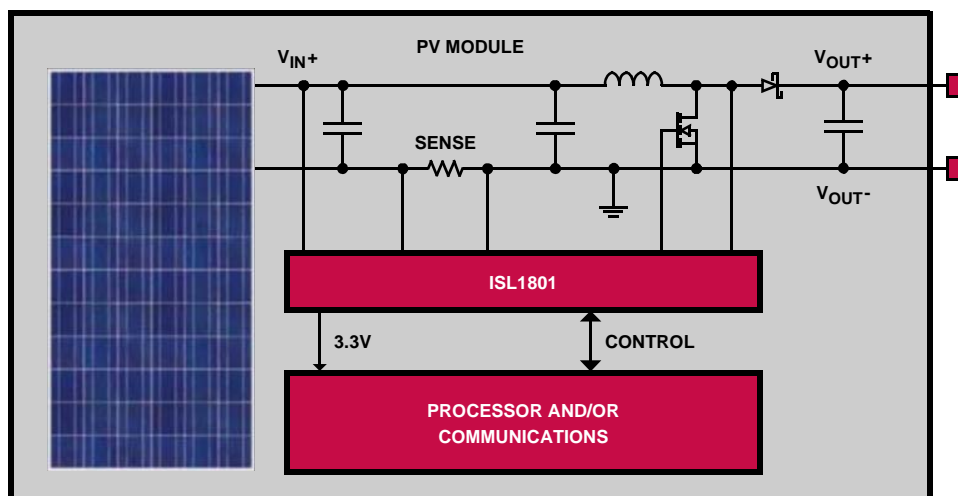 PV MODULE
VIN+
VOUT+
SENSE
VOUT-
ISL1801
3.3V
CONTROL
PROCESSOR AND/OR
COMMUNICATIONS